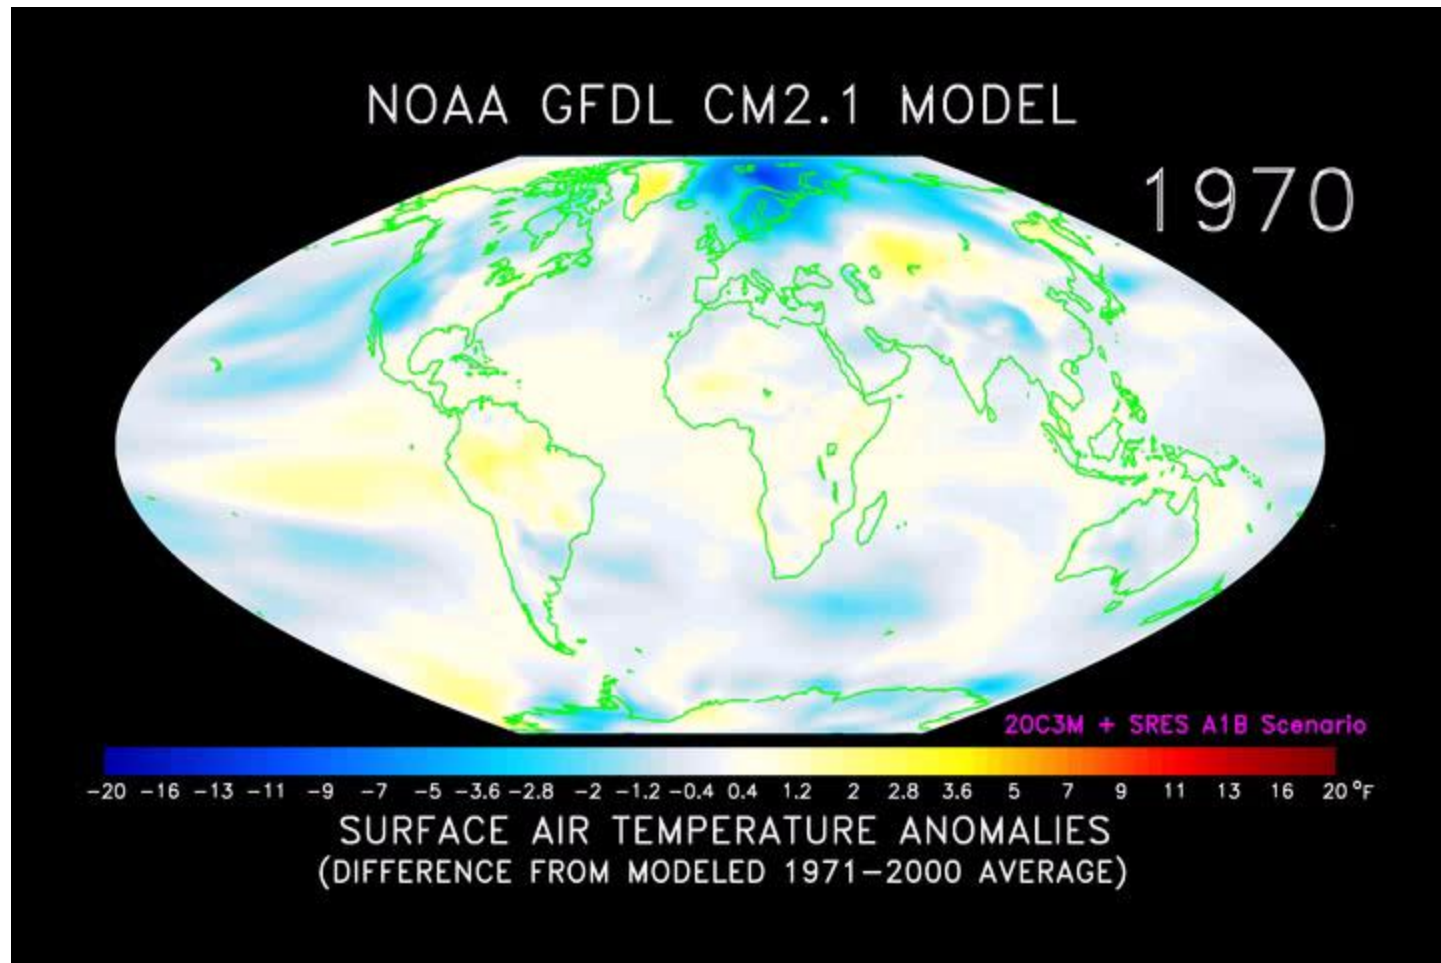 NOAA GFDL CM2.1 MODEL
1970
20C3M + SRES A1B Scenario
-20 -16 -13 -11 -9 -7 -5 -3.6 -2.8 -2 -1.2 -0.4 0.4 1.2 2 2.8 3.6 5 7 9 11 13 16 20 °F
SURFACE AIR TEMPERATURE ANOMALIES
(DIFFERENCE FROM MODELED 1971-2000 AVERAGE)